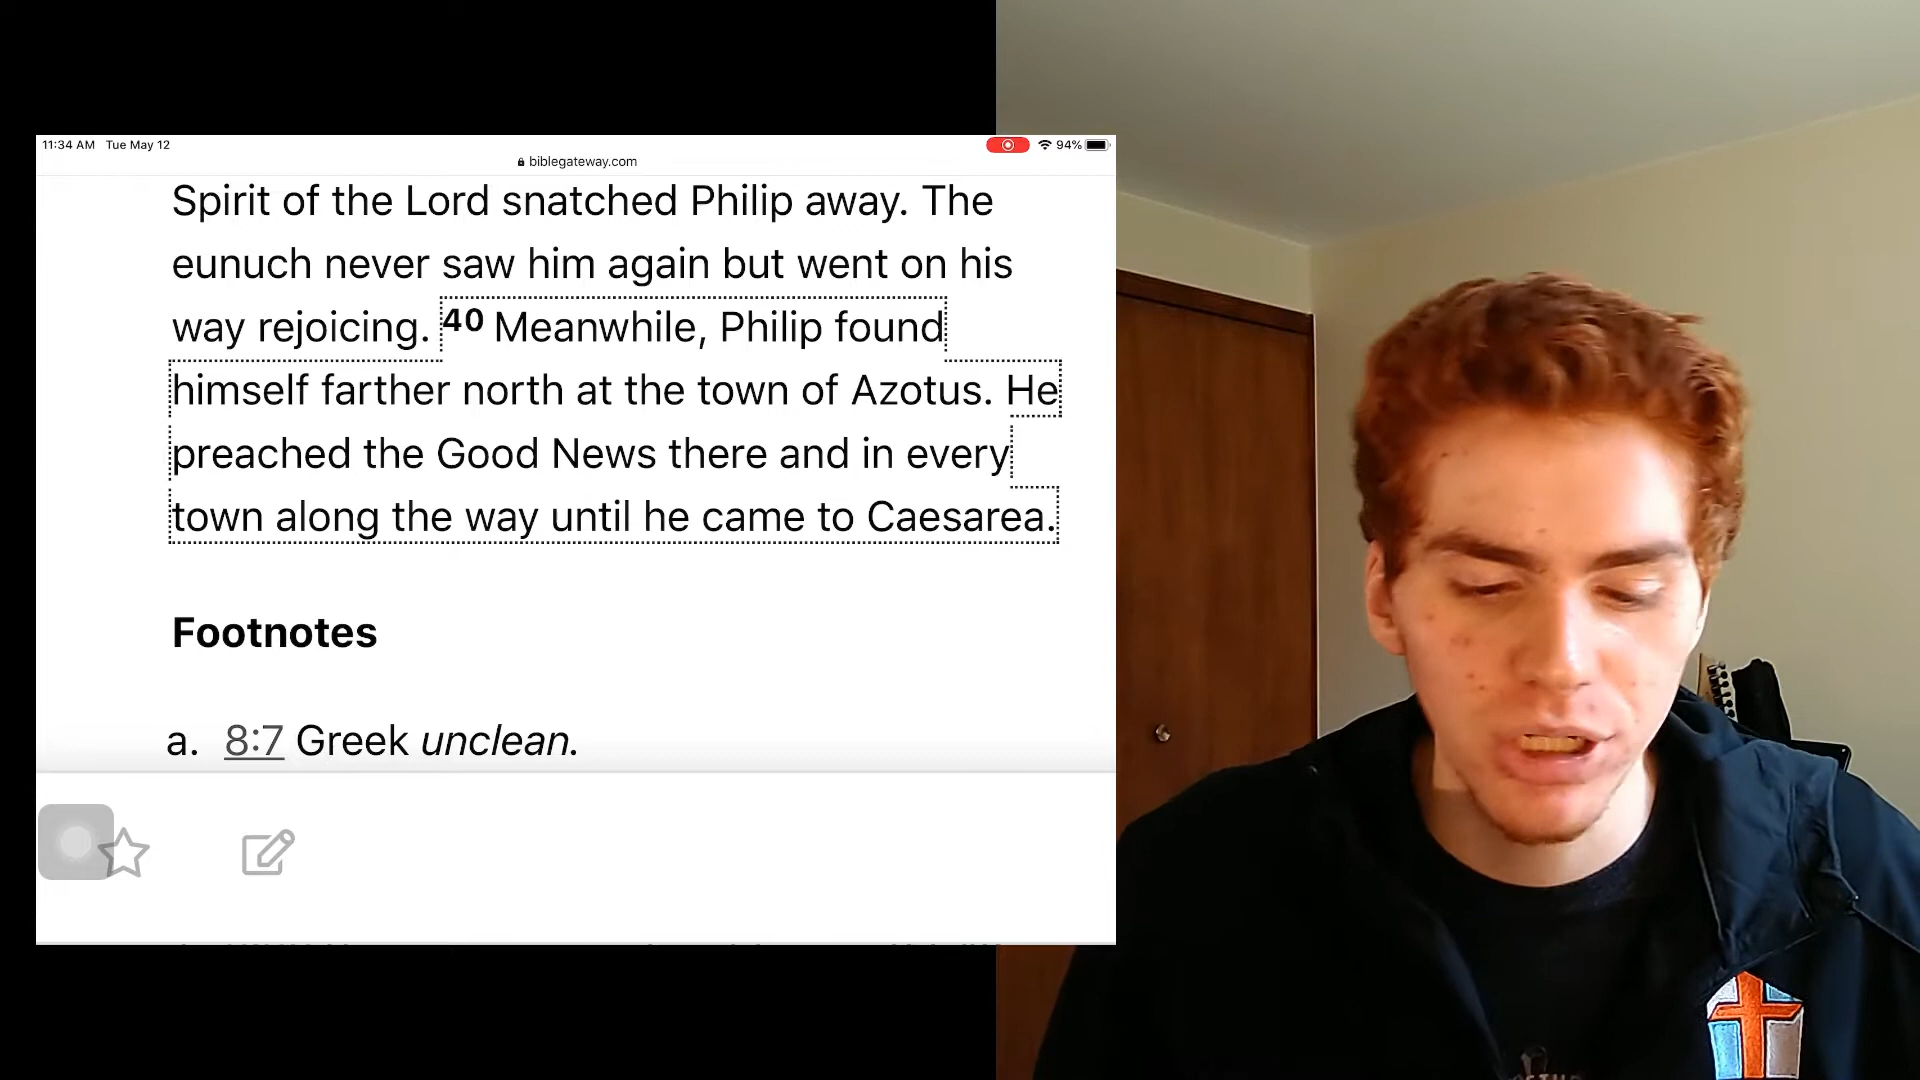 11:34 AM Tue May 12
94%
biblegateway.com
Spirit of the Lord snatched Philip away. The
eunuch never saw him again but went on his
way rejoicing. 40 Meanwhile, Philip found
himself farther north at the town of Azotus. He
preached the Good News there and in every
town along the way until he came to Caesarea.
Footnotes
a. 8:7 Greek unclean.